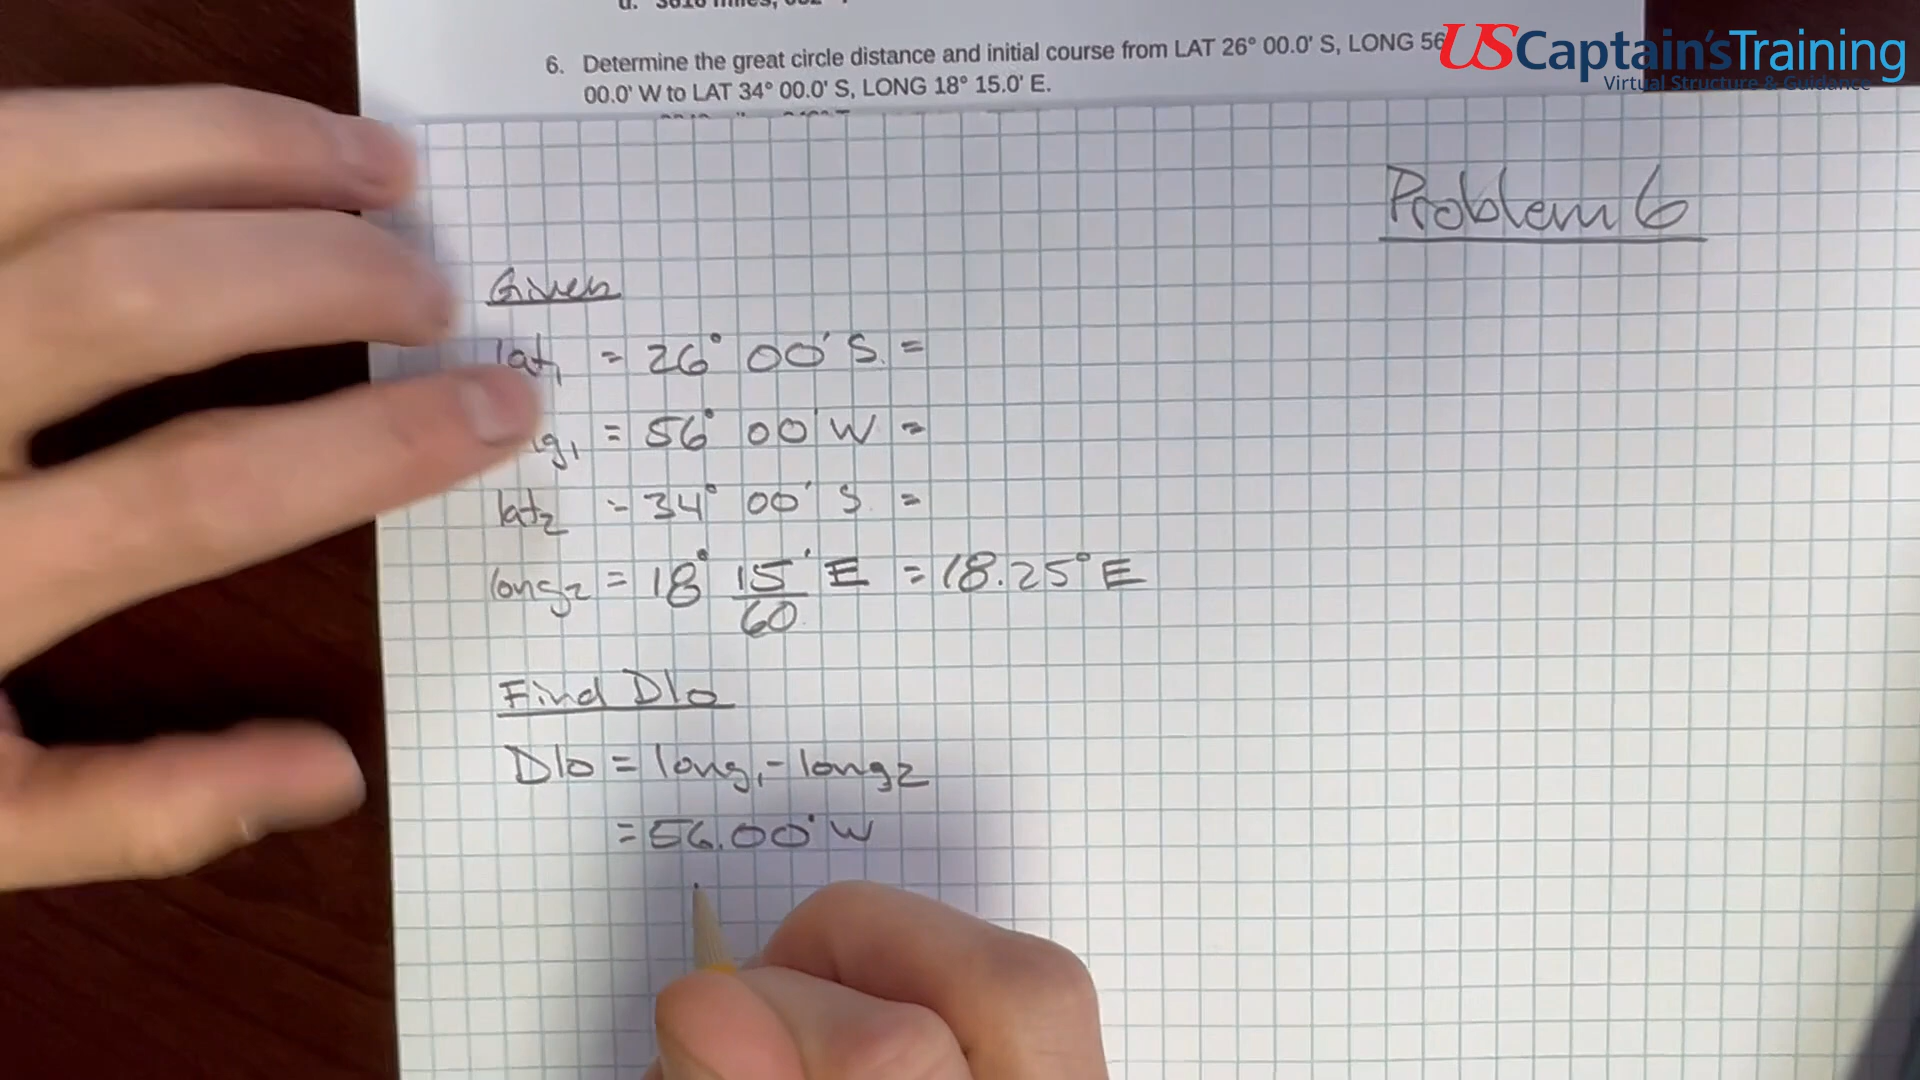 6. Determine the great circle distance and initial course from LAT 26° 00.0' S, LONG 56
00.0' W to LAT 34° 00.0' S, LONG 18° 15.0' E.
USCaptain'sTraining
Virtual Structure & Guidance
Problem 6
Given
lat₁ = 26° 00' S. =
g₁ = 56° 00' W =
lat₂ = 34° 00' S =
long₂ = 18° 15'/60 E = 18.25° E
Find Dlo
Dlo = long₁ - long₂
= 56.00° W